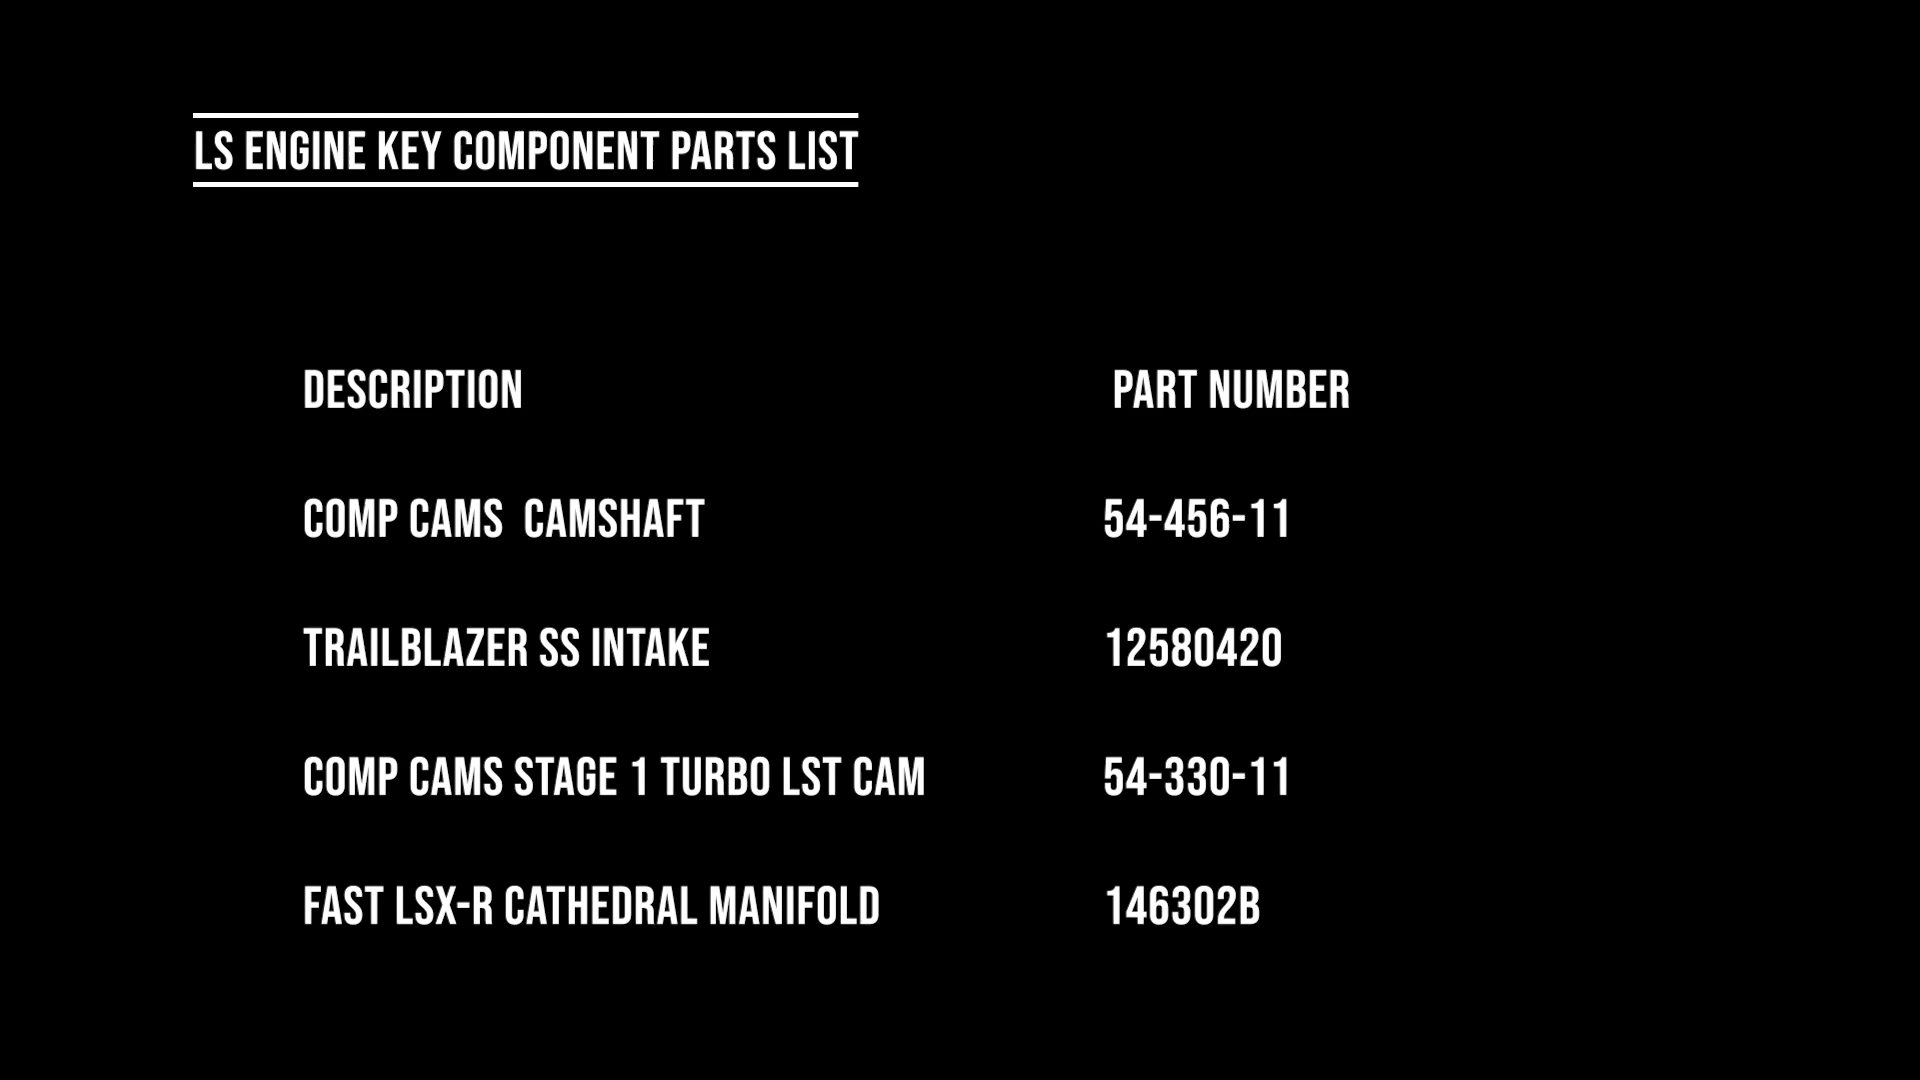 LS ENGINE KEY COMPONENT PARTS LIST
DESCRIPTION PART NUMBER
COMP CAMS  CAMSHAFT 54-456-11
TRAILBLAZER SS INTAKE 12580420
COMP CAMS STAGE 1 TURBO LST CAM 54-330-11
FAST LSX-R CATHEDRAL MANIFOLD 146302B